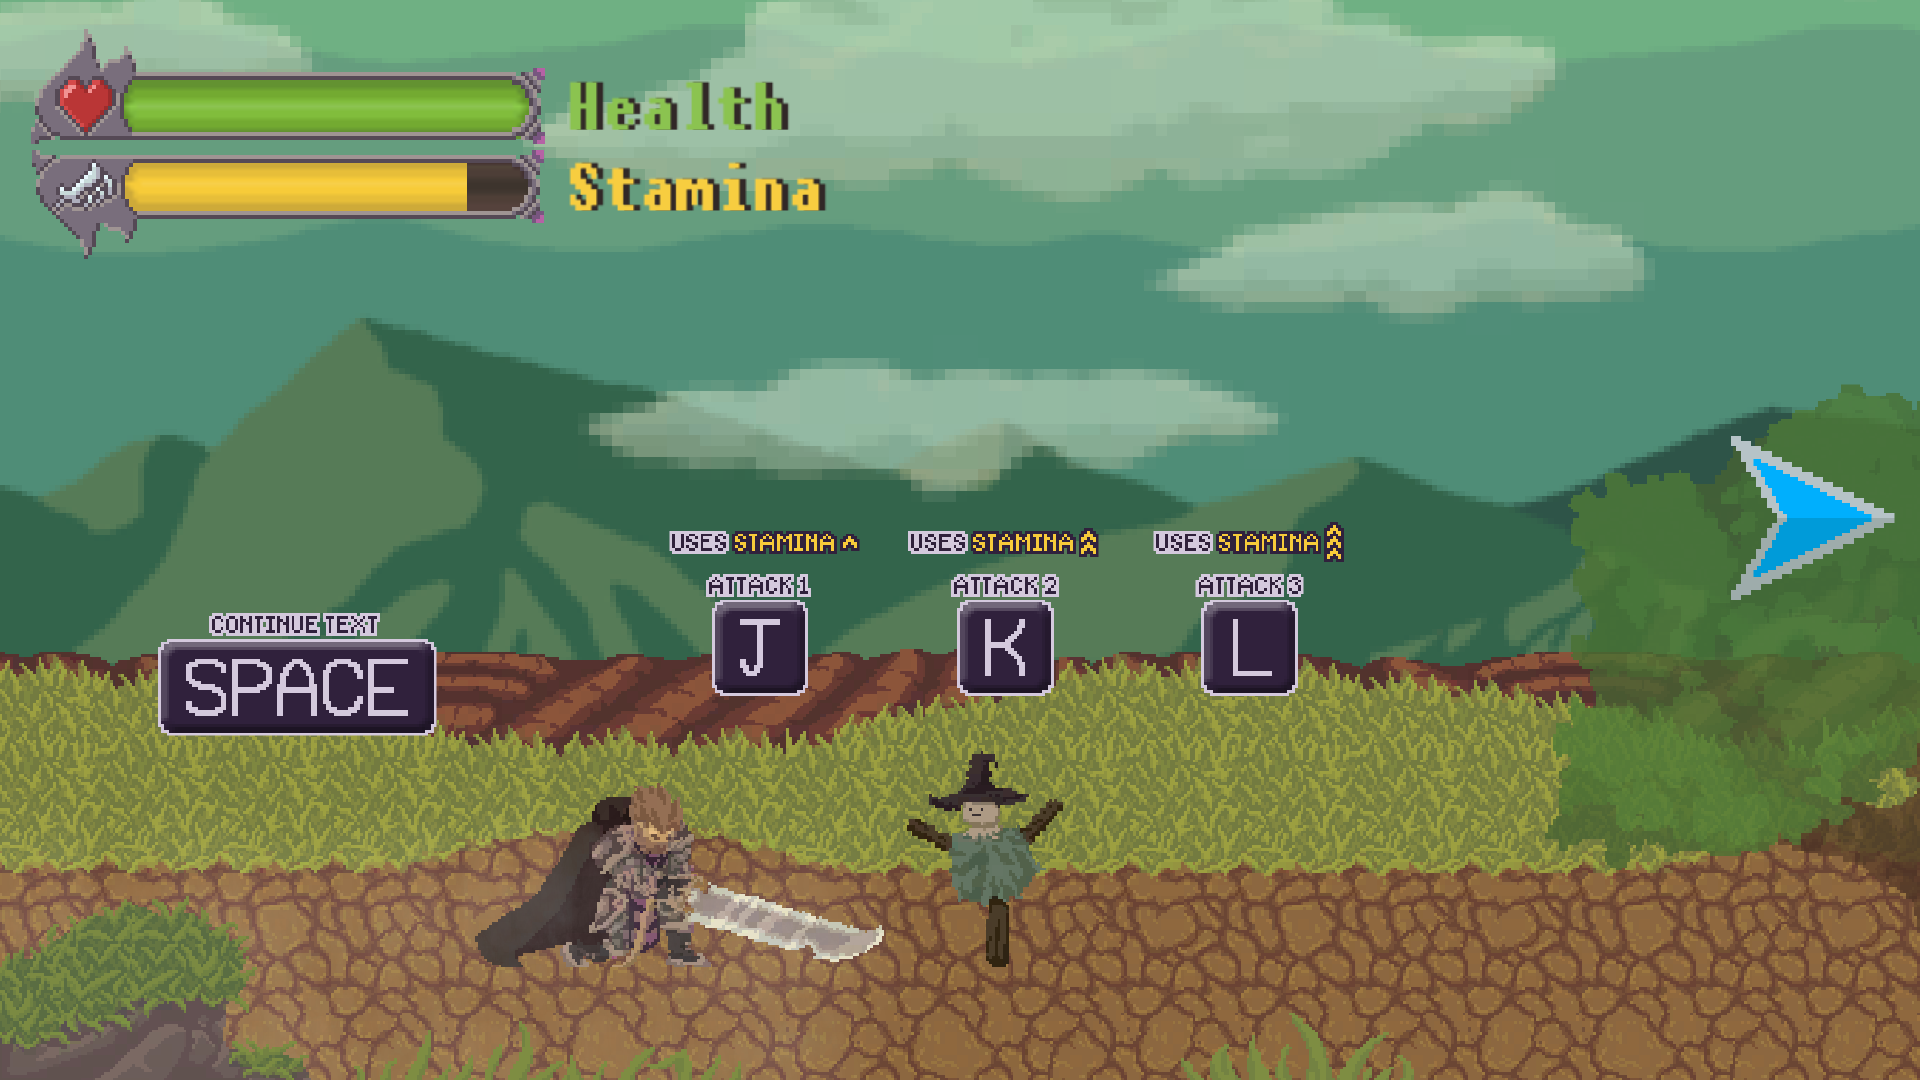 Health
Stamina
USES STAMINA
USES STAMINA
USES STAMINA
ATTACK 1
ATTACK 2
ATTACK 3
CONTINUE TEXT
J
K
L
SPACE